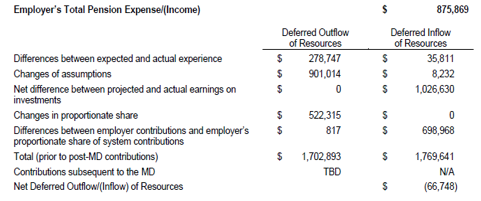 Employer's Total Pension Expense/(Income) $ 875,869
Deferred Outflow of Resources Deferred Inflow of Resources
Differences between expected and actual experience $ 278,747 $ 35,811
Changes of assumptions $ 901,014 $ 8,232
Net difference between projected and actual earnings on investments $ 0 $ 1,026,630
Changes in proportionate share $ 522,315 $ 0
Differences between employer contributions and employer's proportionate share of system contributions $ 817 $ 698,968
Total (prior to post-MD contributions) $ 1,702,893 $ 1,769,641
Contributions subsequent to the MD TBD N/A
Net Deferred Outflow/(Inflow) of Resources $ (66,748)